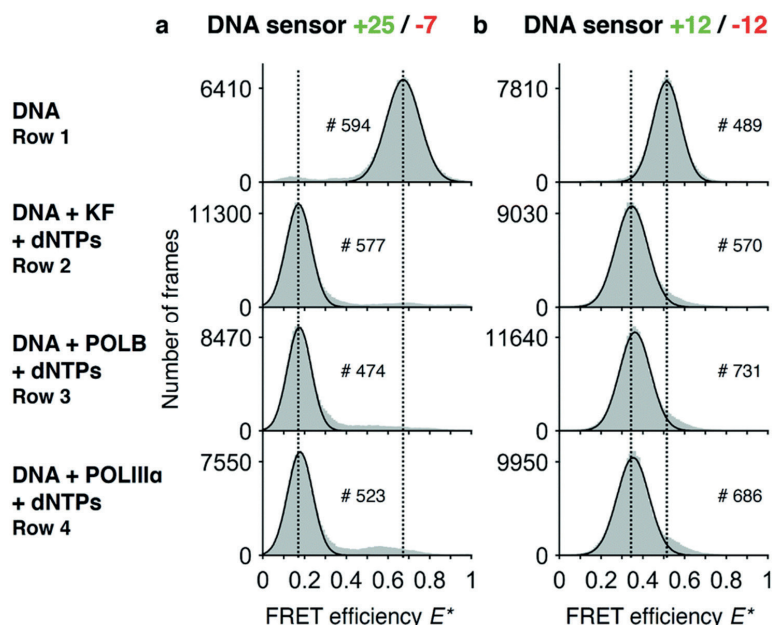 a DNA sensor +25 / -7 b DNA sensor +12 / -12
DNA
Row 1
6410
# 594
0
7810
# 489
0
DNA + KF
+ dNTPs
Row 2
11300
# 577
0
9030
# 570
0
DNA + POLB
+ dNTPs
Row 3
8470
# 474
0
11640
# 731
0
DNA + POLIIIα
+ dNTPs
Row 4
7550
# 523
0
9950
# 686
0
Number of frames
0 0.2 0.4 0.6 0.8 1
0 0.2 0.4 0.6 0.8 1
FRET efficiency E*
FRET efficiency E*